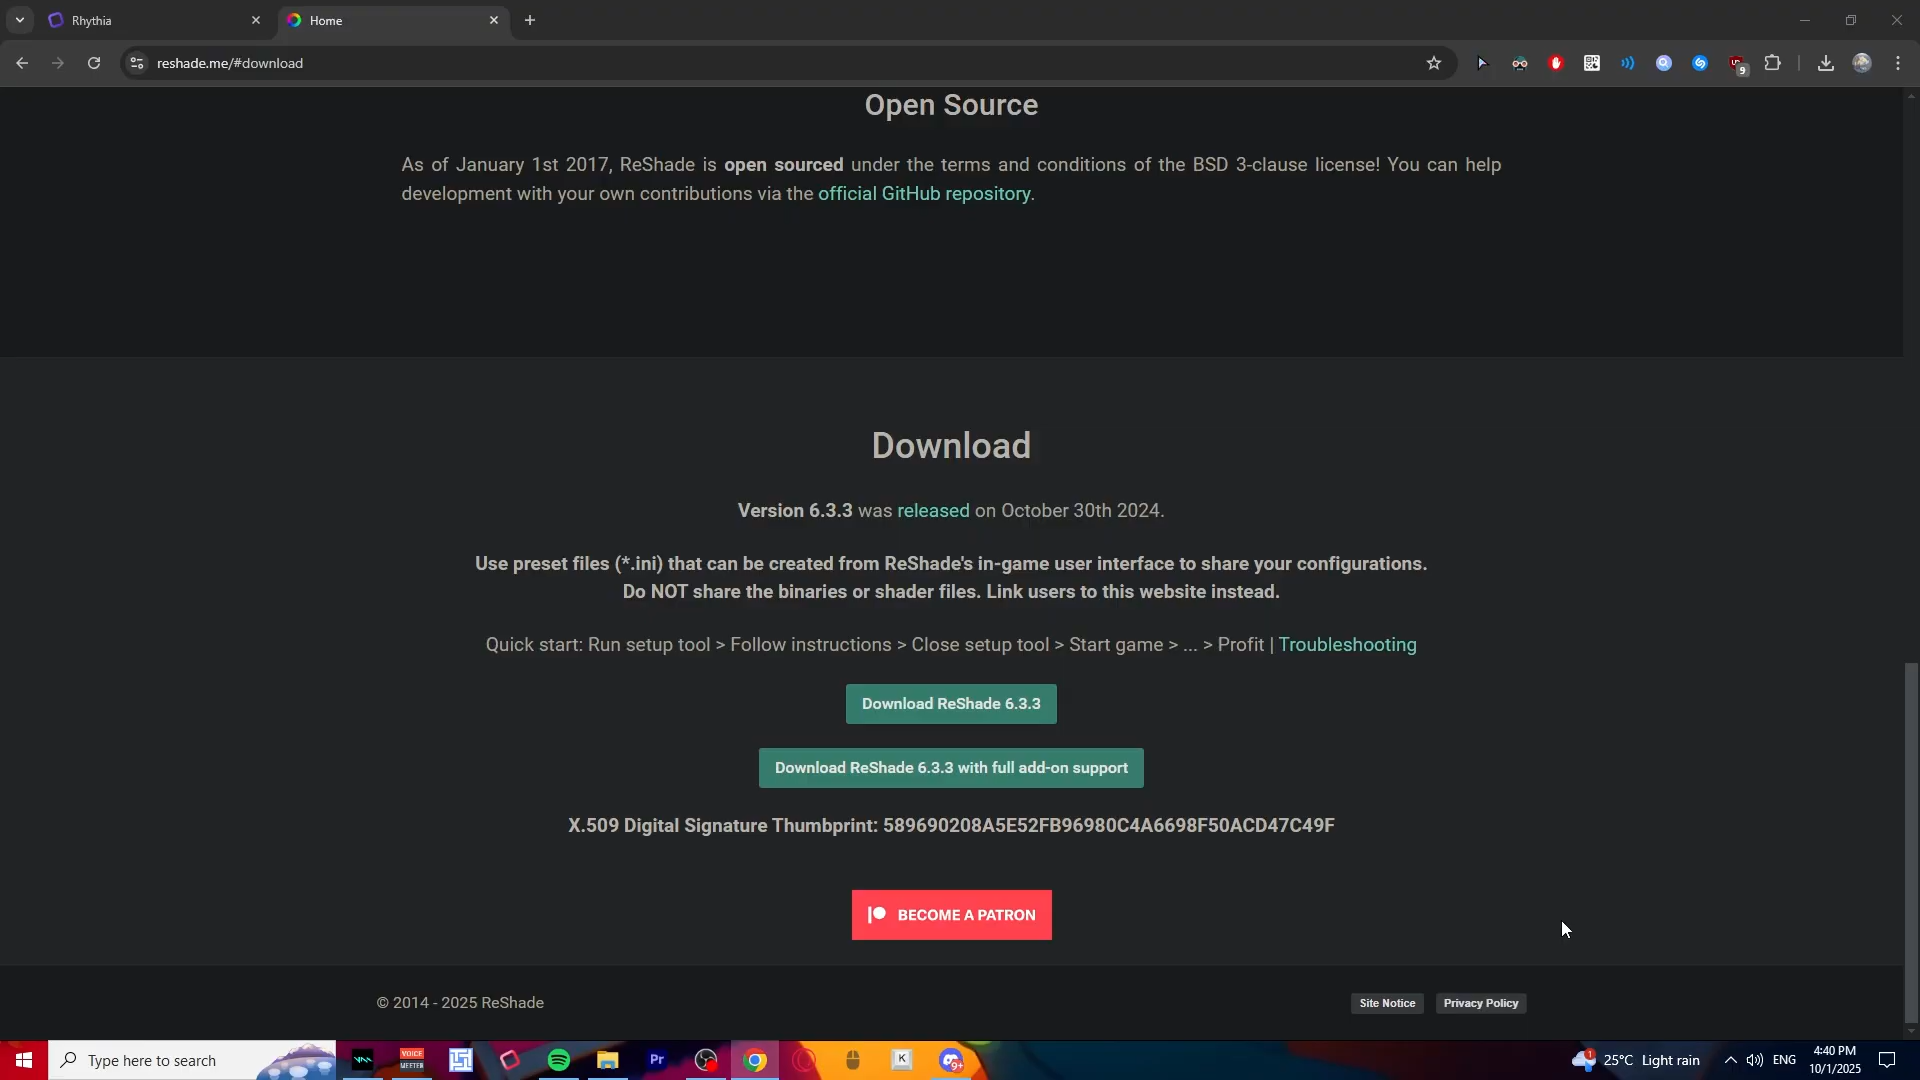 Rhythia
Home
reshade.me/#download
9
Open Source
As of January 1st 2017, ReShade is open sourced under the terms and conditions of the BSD 3-clause license! You can help
development with your own contributions via the official GitHub repository.
Download
Version 6.3.3 was released on October 30th 2024.
Use preset files (*.ini) that can be created from ReShade's in-game user interface to share your configurations.
Do NOT share the binaries or shader files. Link users to this website instead.
Quick start: Run setup tool > Follow instructions > Close setup tool > Start game > ... > Profit | Troubleshooting
Download ReShade 6.3.3
Download ReShade 6.3.3 with full add-on support
X.509 Digital Signature Thumbprint: 589690208A5E52FB96980C4A6698F50ACD47C49F
BECOME A PATRON
© 2014 - 2025 ReShade
Site Notice
Privacy Policy
Type here to search
VOICE
MEETER
Pr
K
9+
1
25°C Light rain
ENG
4:40 PM
10/1/2025